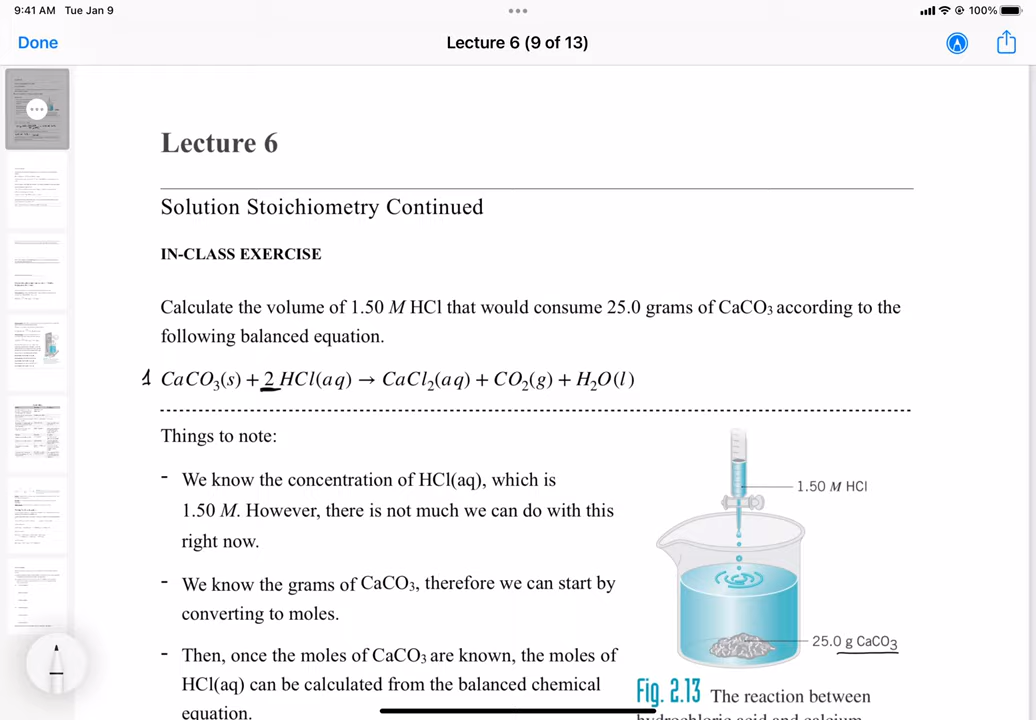 9:41 AM Tue Jan 9
100%
Done
Lecture 6 (9 of 13)
Lecture 6
Solution Stoichiometry Continued
IN-CLASS EXERCISE
Calculate the volume of 1.50 M HCl that would consume 25.0 grams of CaCO₃ according to the
following balanced equation.
1 CaCO₃(s) + 2 HCl(aq) → CaCl₂(aq) + CO₂(g) + H₂O(l)
Things to note:
- We know the concentration of HCl(aq), which is
1.50 M. However, there is not much we can do with this
right now.
- We know the grams of CaCO₃, therefore we can start by
converting to moles.
- Then, once the moles of CaCO₃ are known, the moles of
HCl(aq) can be calculated from the balanced chemical
equation.
1.50 M HCl
25.0 g CaCO₃
Fig. 2.13 The reaction between
hydrochloric acid and calcium